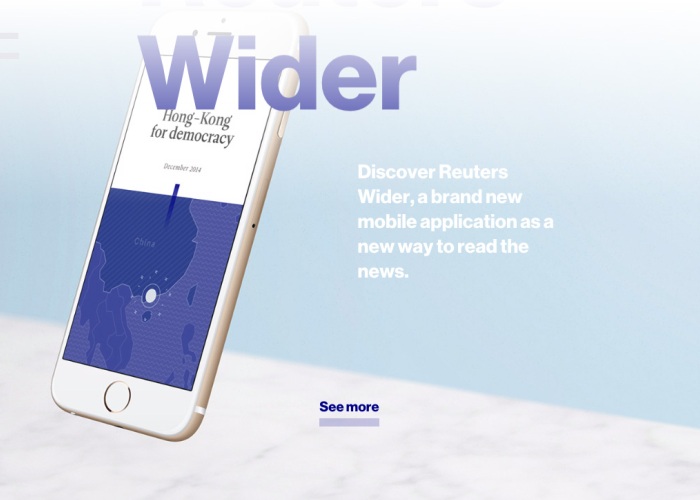 Wider
Hong-Kong
for democracy
December 2014
China
Discover Reuters
Wider, a brand new
mobile application as a
new way to read the
news.
See more